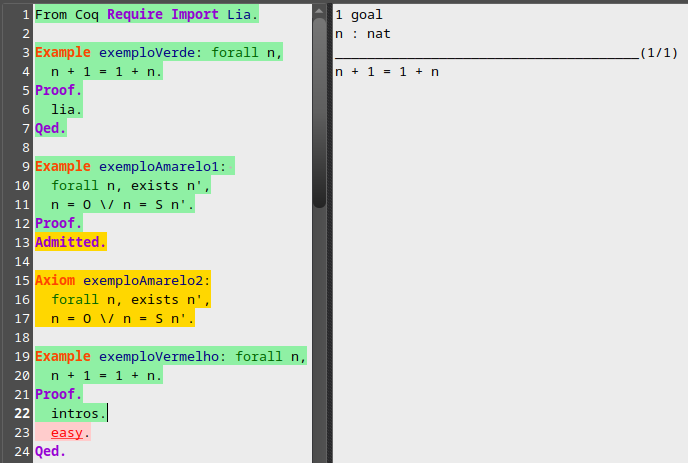 1 From Coq Require Import Lia.
2
3 Example exemploVerde: forall n,
4 n + 1 = 1 + n.
5 Proof.
6 lia.
7 Qed.
8
9 Example exemploAmarelo1:
10 forall n, exists n',
11 n = O \/ n = S n'.
12 Proof.
13 Admitted.
14
15 Axiom exemploAmarelo2:
16 forall n, exists n',
17 n = O \/ n = S n'.
18
19 Example exemploVermelho: forall n,
20 n + 1 = 1 + n.
21 Proof.
22 intros.
23 easy.
24 Qed.
1 goal
n : nat
______________________________________(1/1)
n + 1 = 1 + n